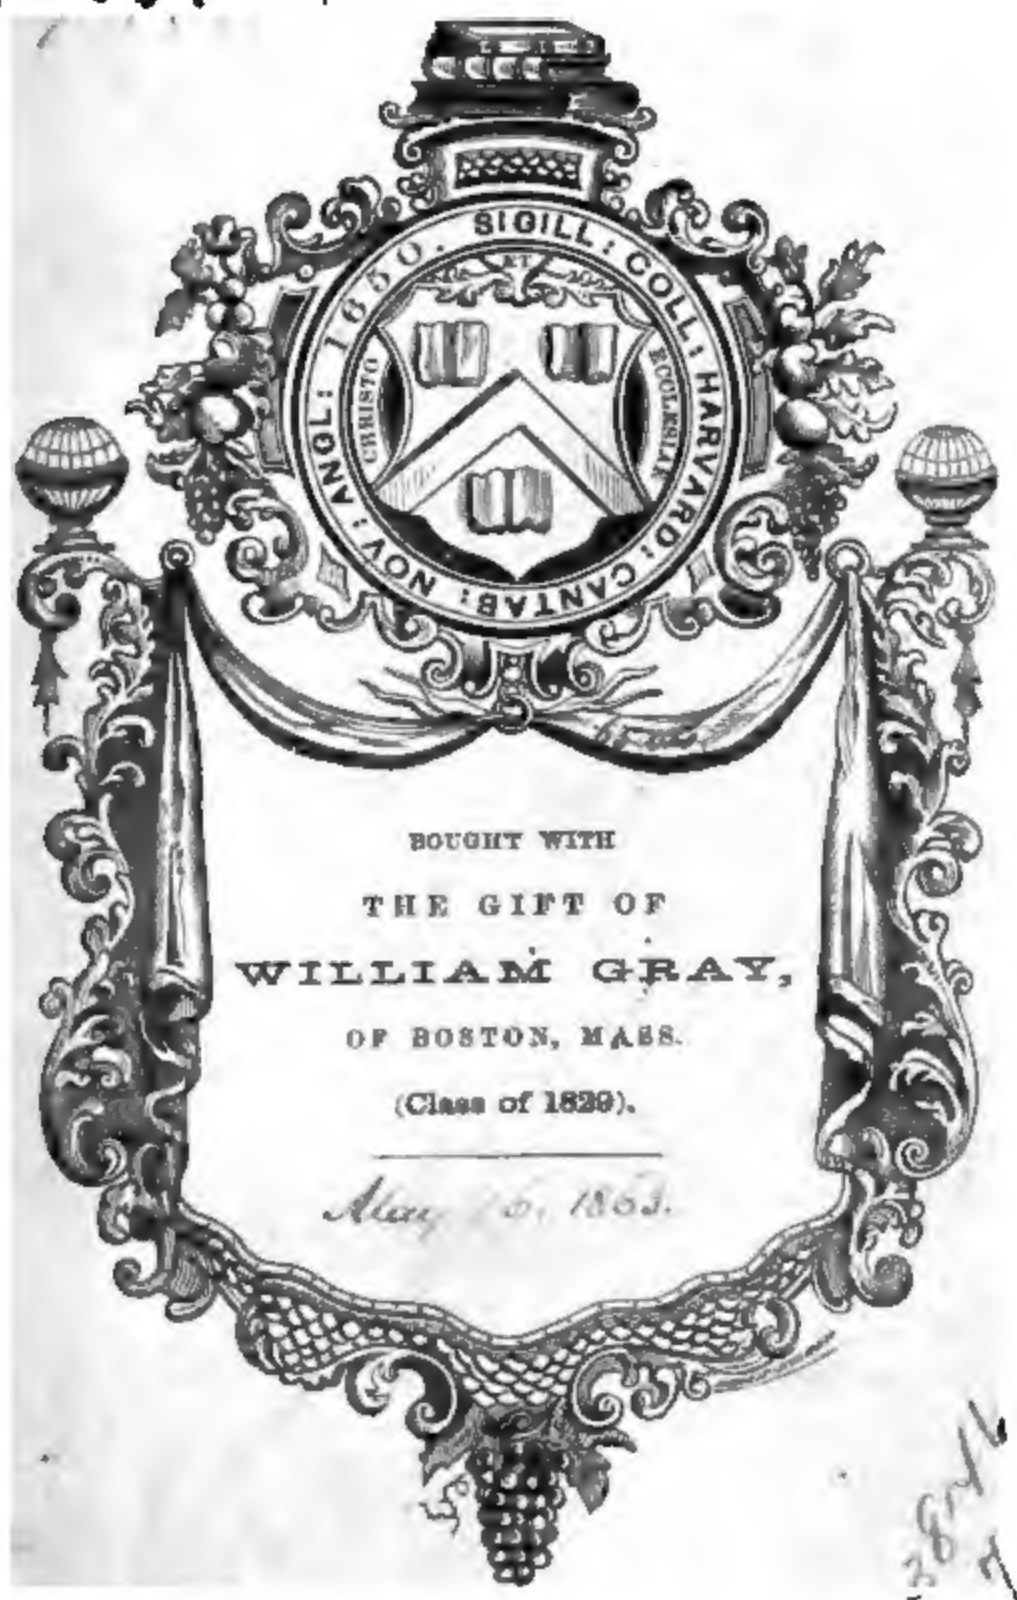 SIGILL: COLL: HARVARD: CANTAB: NOV: ANGL: 1650.
ET
CHRISTO
ECCLESIAE
BOUGHT WITH
THE GIFT OF
WILLIAM GRAY,
OF BOSTON, MASS.
(Class of 1829).
May 1863.